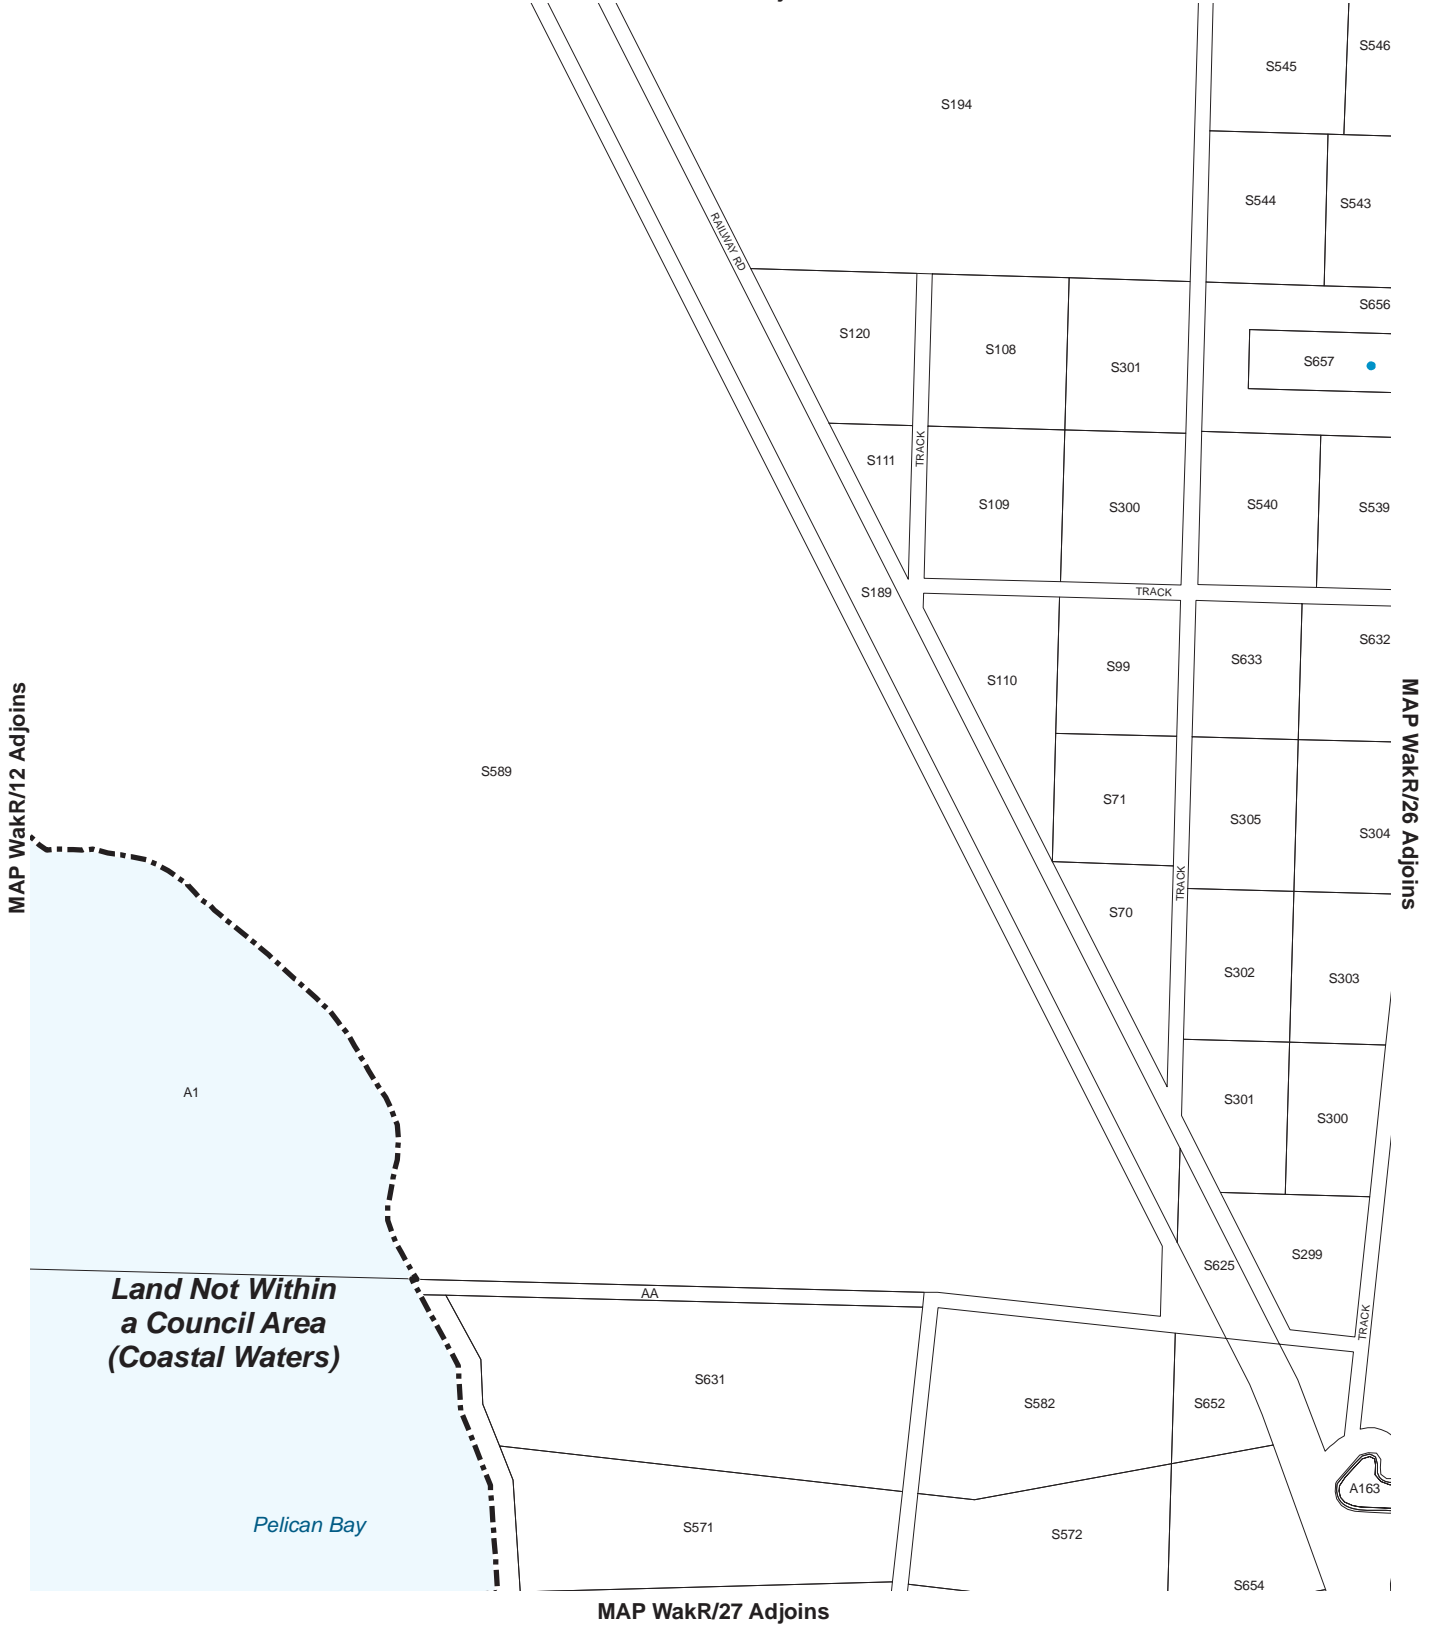 S546
S545
S194
S544
S543
RAILWAY RD
S656
S120
S108
S657
S301
TRACK
S111
S109
S300
S540
S539
S189
TRACK
S632
S633
S99
S110
MAP WakR/12 Adjoins
MAP WakR/26 Adjoins
S589
S71
S305
S304
TRACK
S70
S302
S303
A1
S301
S300
S299
S625
Land Not Within
a Council Area
(Coastal Waters)
AA
TRACK
S631
S582
S652
A163
Pelican Bay
S571
S572
S654
MAP WakR/27 Adjoins